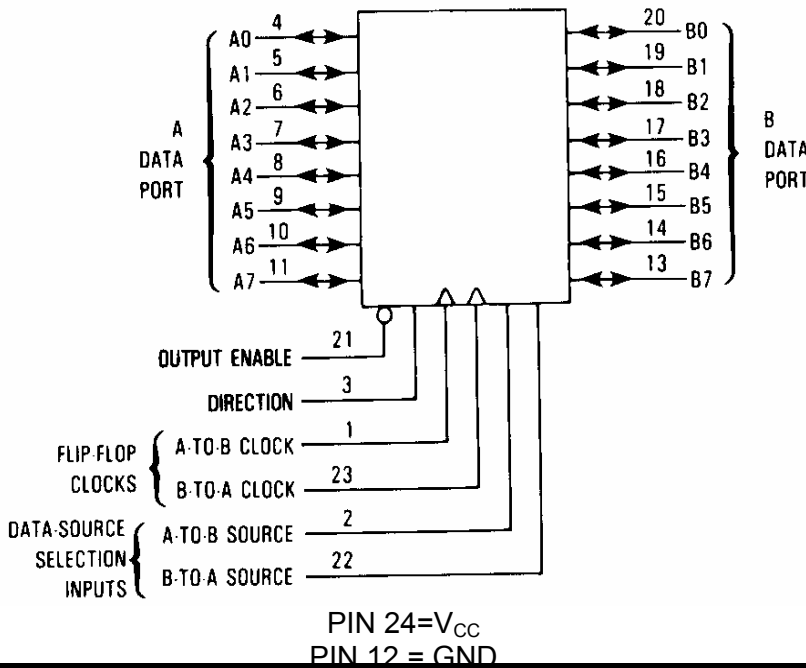 A0 4
A1 5
A2 6
A3 7
A4 8
A5 9
A6 10
A7 11
A
DATA
PORT
20 B0
19 B1
18 B2
17 B3
16 B4
15 B5
14 B6
13 B7
B
DATA
PORT
OUTPUT ENABLE 21
DIRECTION 3
FLIP-FLOP
CLOCKS
A-TO-B CLOCK 1
B-TO-A CLOCK 23
DATA-SOURCE
SELECTION
INPUTS
A-TO-B SOURCE 2
B-TO-A SOURCE 22
PIN 24=VCC
PIN 12 = GND